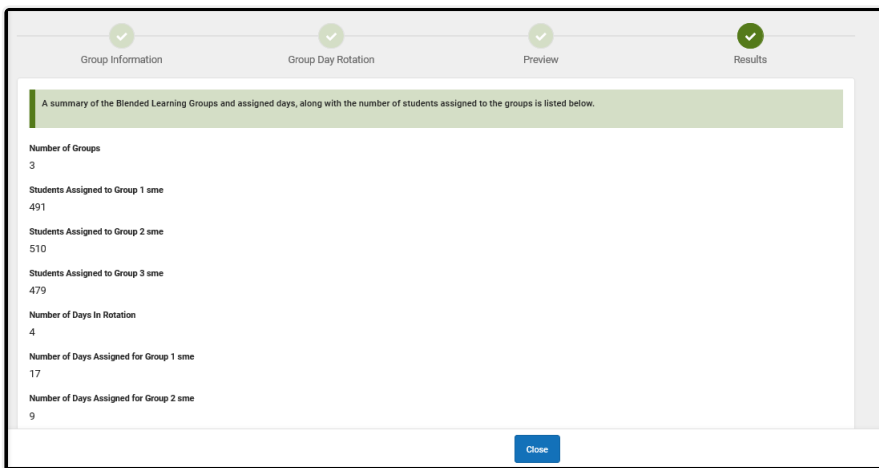 Group Information
Group Day Rotation
Preview
Results
A summary of the Blended Learning Groups and assigned days, along with the number of students assigned to the groups is listed below.
Number of Groups
3
Students Assigned to Group 1 sme
491
Students Assigned to Group 2 sme
510
Students Assigned to Group 3 sme
479
Number of Days In Rotation
4
Number of Days Assigned for Group 1 sme
17
Number of Days Assigned for Group 2 sme
9
Close